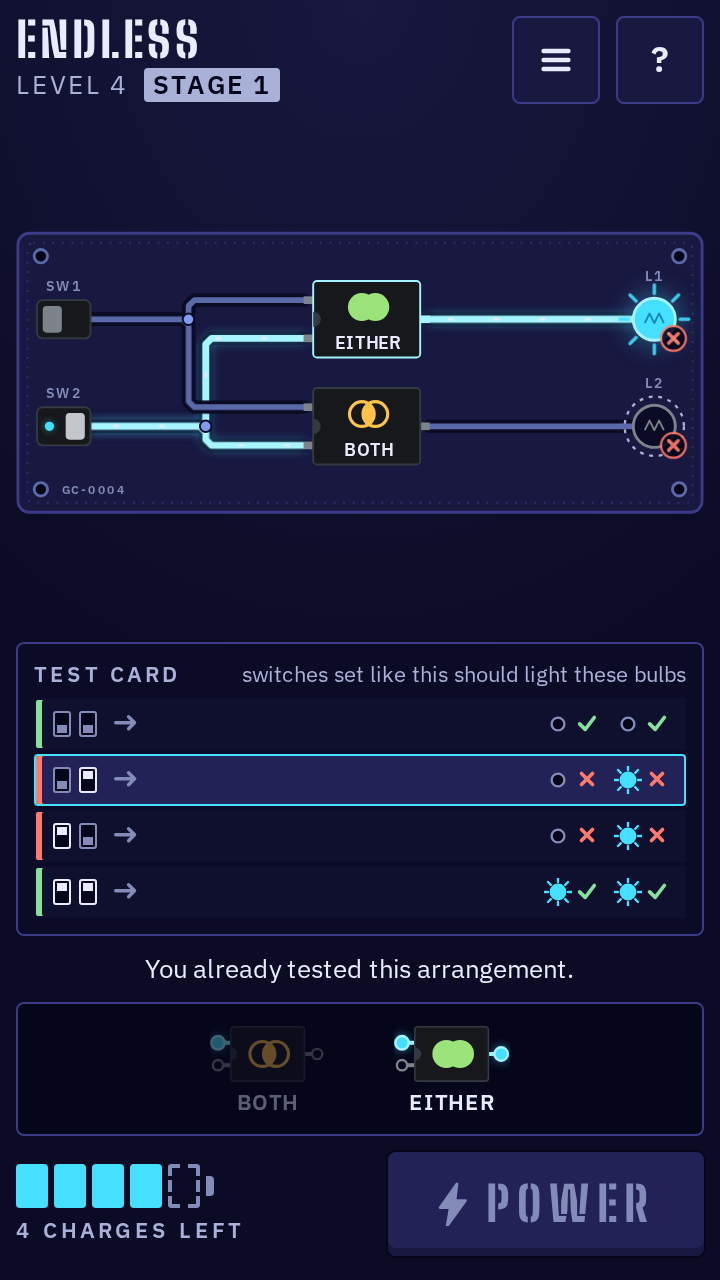 ENDLESS
LEVEL 4 STAGE 1
?
SW1
L1
EITHER
SW2
L2
BOTH
GC-0004
TEST CARD switches set like this should light these bulbs
You already tested this arrangement.
BOTH EITHER
4 CHARGES LEFT
POWER